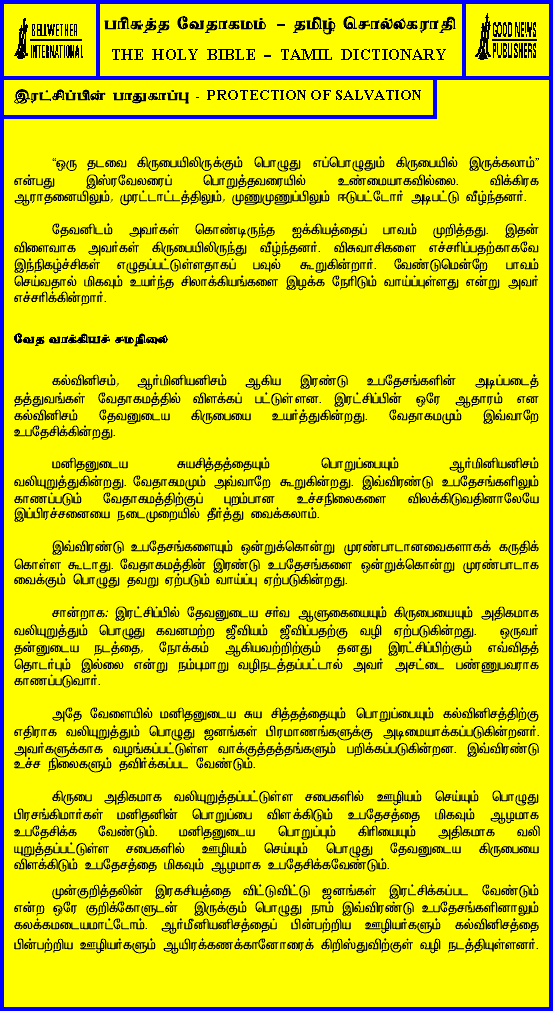 BELLWETHER
INTERNATIONAL
பரிசுத்த வேதாகமம் – தமிழ் சொல்லகராதி
THE HOLY BIBLE – TAMIL DICTIONARY
GOOD NEWS
PUBLISHERS
இரட்சிப்பின் பாதுகாப்பு - PROTECTION OF SALVATION
“ஒரு தடவை கிருபையிலிருக்கும் பொழுது எப்பொழுதும் கிருபையில் இருக்கலாம்”
என்பது இஸ்ரவேலரைப் பொறுத்தவரையில் உண்மையாகவில்லை. விக்கிரக
ஆராதனையிலும், முரட்டாட்டத்திலும், முணுமுணுப்பிலும் ஈடுபட்டோர் அடிபட்டு வீழ்ந்தனர்.
தேவனிடம் அவர்கள் கொண்டிருந்த ஐக்கியத்தைப் பாவம் முறித்தது. இதன்
விளைவாக அவர்கள் கிருபையிலிருந்து வீழ்ந்தனர். விசுவாசிகளை எச்சரிப்பதற்காகவே
இந்நிகழ்ச்சிகள் எழுதப்பட்டுள்ளதாகப் பவுல் கூறுகின்றார். வேண்டுமென்றே பாவம்
செய்வதால் மிகவும் உயர்ந்த சிலாக்கியங்களை இழக்க நேரிடும் வாய்ப்புள்ளது என்று அவர்
எச்சரிக்கின்றார்.
வேத வாக்கியச் சமநிலை
கல்வினிசம், ஆர்மினியனிசம் ஆகிய இரண்டு உபதேசங்களின் அடிப்படைத்
தத்துவங்கள் வேதாகமத்தில் விளக்கப் பட்டுள்ளன. இரட்சிப்பின் ஒரே ஆதாரம் என
கல்வினிசம் தேவனுடைய கிருபையை உயர்த்துகின்றது. வேதாகமமும் இவ்வாறே
உபதேசிக்கின்றது.
மனிதனுடைய சுயசித்தத்தையும் பொறுப்பையும் ஆர்மினியனிசம்
வலியுறுத்துகின்றது. வேதாகமமும் அவ்வாறே கூறுகின்றது. இவ்விரண்டு உபதேசங்களிலும்
காணப்படும் வேதாகமத்திற்குப் புறம்பான உச்சநிலைகளை விலக்கிடுவதினாலேயே
இப்பிரச்சனையை நடைமுறையில் தீர்த்து வைக்கலாம்.
இவ்விரண்டு உபதேசங்களையும் ஒன்றுக்கொன்று முரண்பாடானவைகளாகக் கருதிக்
கொள்ள கூடாது. வேதாகமத்தின் இரண்டு உபதேசங்களை ஒன்றுக்கொன்று முரண்பாடாக
வைக்கும் பொழுது தவறு ஏற்படும் வாய்ப்பு ஏற்படுகின்றது.
சான்றாக: இரட்சிப்பில் தேவனுடைய சர்வ ஆளுகையையும் கிருபையையும் அதிகமாக
வலியுறுத்தும் பொழுது கவனமற்ற ஜீவியம் ஜீவிப்பதற்கு வழி ஏற்படுகின்றது. ஒருவர்
தன்னுடைய நடத்தை, நோக்கம் ஆகியவற்றிற்கும் தனது இரட்சிப்பிற்கும் எவ்விதத்
தொடர்பும் இல்லை என்று நம்புமாறு வழிநடத்தப்பட்டால் அவர் அசட்டை பண்ணுபவராக
காணப்படுவார்.
அதே வேளையில் மனிதனுடைய சுய சித்தத்தையும் பொறுப்பையும் கல்வினிசத்திற்கு
எதிராக வலியுறுத்தும் பொழுது ஜனங்கள் பிரமாணங்களுக்கு அடிமையாக்கப்படுகின்றனர்.
அவர்களுக்காக வழங்கப்பட்டுள்ள வாக்குத்தத்தங்களும் பறிக்கப்படுகின்றன. இவ்விரண்டு
உச்ச நிலைகளும் தவிர்க்கப்பட வேண்டும்.
கிருபை அதிகமாக வலியுறுத்தப்பட்டுள்ள சபைகளில் ஊழியம் செய்யும் பொழுது
பிரசங்கிமார்கள் மனிதனின் பொறுப்பை விளக்கிடும் உபதேசத்தை மிகவும் ஆழமாக
உபதேசிக்க வேண்டும். மனிதனுடைய பொறுப்பும் கிரியையும் அதிகமாக வலி
யுறுத்தப்பட்டுள்ள சபைகளில் ஊழியம் செய்யும் பொழுது தேவனுடைய கிருபையை
விளக்கிடும் உபதேசத்தை மிகவும் ஆழமாக உபதேசிக்கவேண்டும்.
முன்குறித்தலின் இரகசியத்தை விட்டுவிட்டு ஜனங்கள் இரட்சிக்கப்பட வேண்டும்
என்ற ஒரே குறிக்கோளுடன் இருக்கும் பொழுது நாம் இவ்விரண்டு உபதேசங்களினாலும்
கலக்கமடையமாட்டோம். ஆர்மீனியனிசத்தைப் பின்பற்றிய ஊழியர்களும் கல்வினிசத்தை
பின்பற்றிய ஊழியர்களும் ஆயிரக்கணக்கானோரைக் கிறிஸ்துவிற்குள் வழி நடத்தியுள்ளனர்.